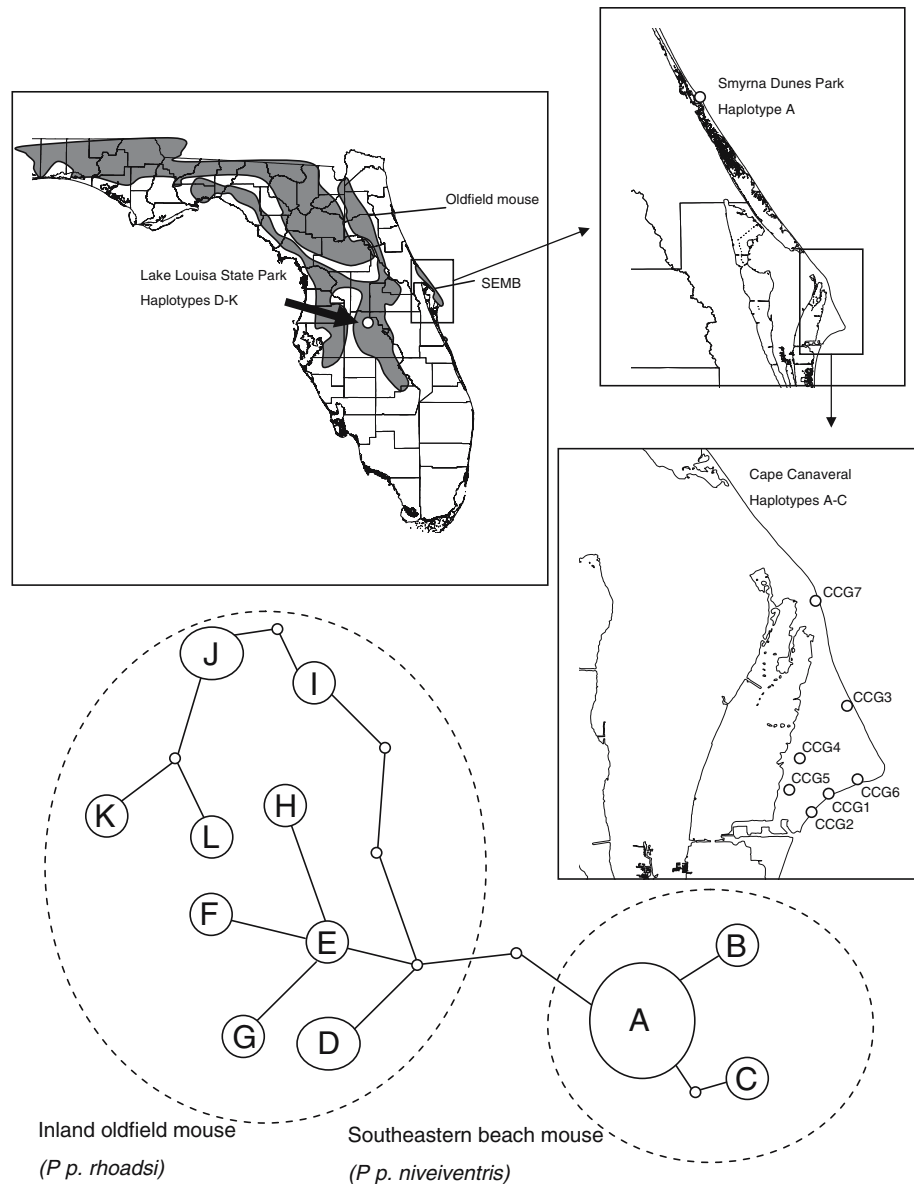 Smyrna Dunes Park
Haplotype A
Oldfield mouse
Lake Louisa State Park
Haplotypes D-K
SEMB
Cape Canaveral
Haplotypes A-C
CCG7
CCG3
CCG4
CCG5
CCG6
CCG1
CCG2
J
I
K
L
H
F
E
G
D
B
A
C
Inland oldfield mouse
(P p. rhoadsi)
Southeastern beach mouse
(P p. niveiventris)